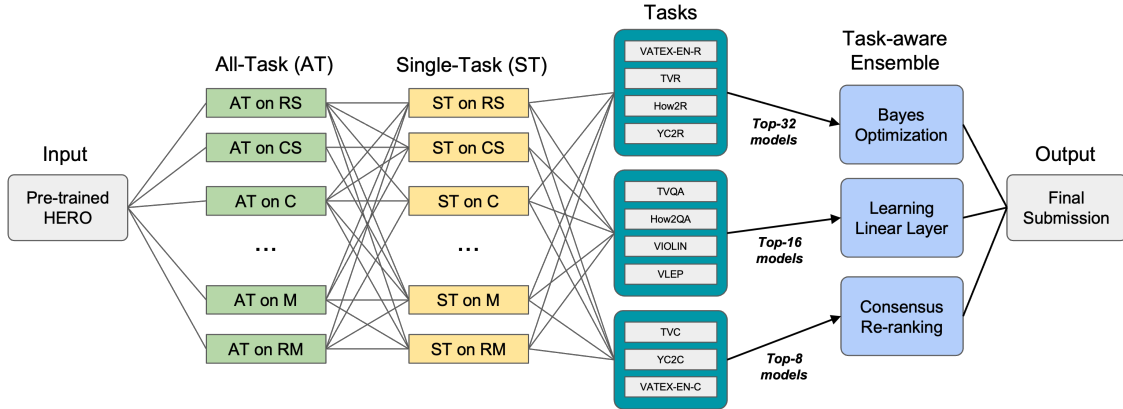 Input
Pre-trained
HERO
All-Task (AT)
AT on RS
AT on CS
AT on C
...
AT on M
AT on RM
Single-Task (ST)
ST on RS
ST on CS
ST on C
...
ST on M
ST on RM
Tasks
VATEX-EN-R
TVR
How2R
YC2R
TVQA
How2QA
VIOLIN
VLEP
TVC
YC2C
VATEX-EN-C
Top-32
models
Top-16
models
Top-8
models
Task-aware
Ensemble
Bayes
Optimization
Learning
Linear Layer
Consensus
Re-ranking
Output
Final
Submission